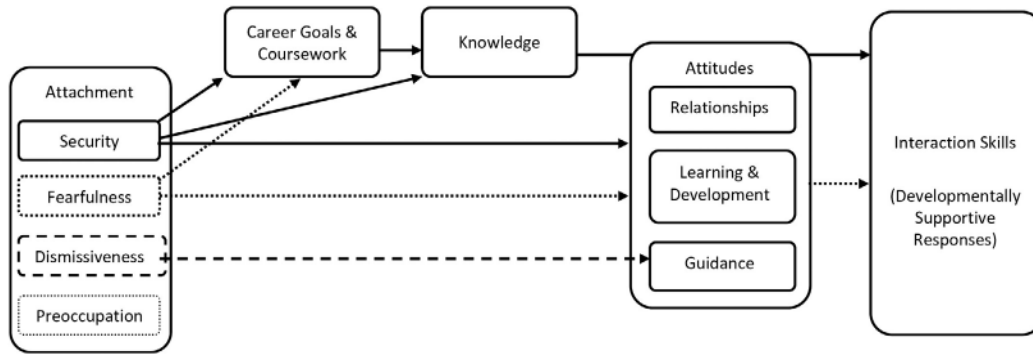 Career Goals &
Coursework
Knowledge
Attitudes
Attachment
Relationships
Security
Interaction Skills
Learning &
Development
Fearfulness
(Developmentally
Supportive
Responses)
Dismissiveness
Guidance
Preoccupation